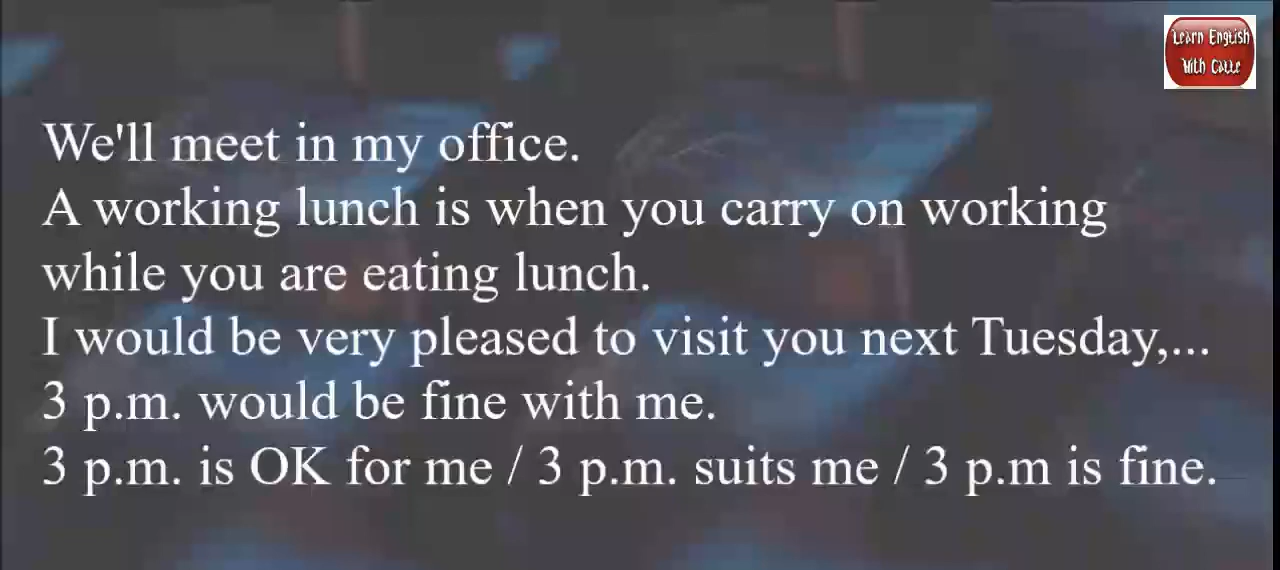 Learn English
With Catte
We'll meet in my office.
A working lunch is when you carry on working
while you are eating lunch.
I would be very pleased to visit you next Tuesday,...
3 p.m. would be fine with me.
3 p.m. is OK for me / 3 p.m. suits me / 3 p.m is fine.